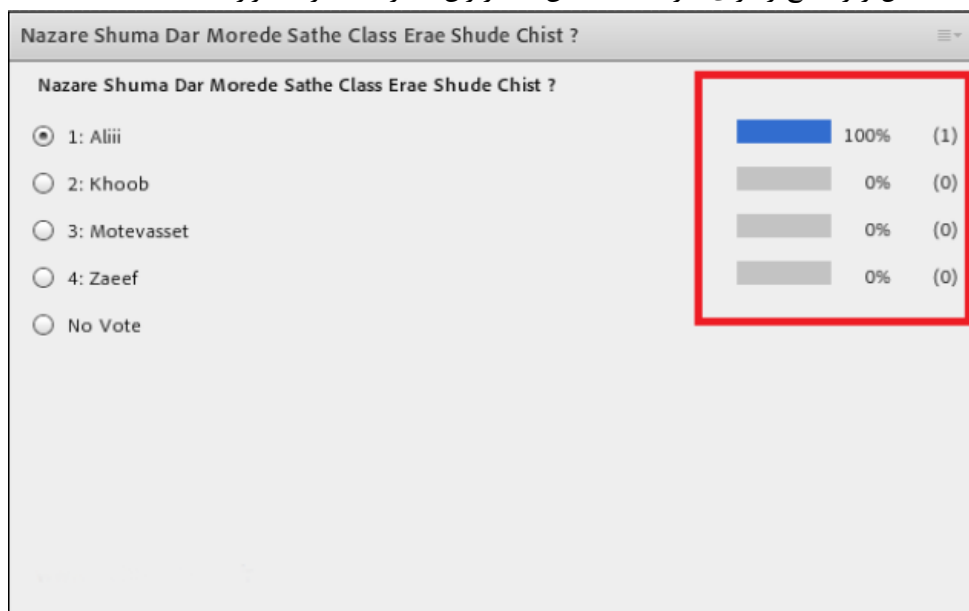 Nazare Shuma Dar Morede Sathe Class Erae Shude Chist ?
Nazare Shuma Dar Morede Sathe Class Erae Shude Chist ?
1: Aliii 100% (1)
2: Khoob 0% (0)
3: Motevasset 0% (0)
4: Zaeef 0% (0)
No Vote